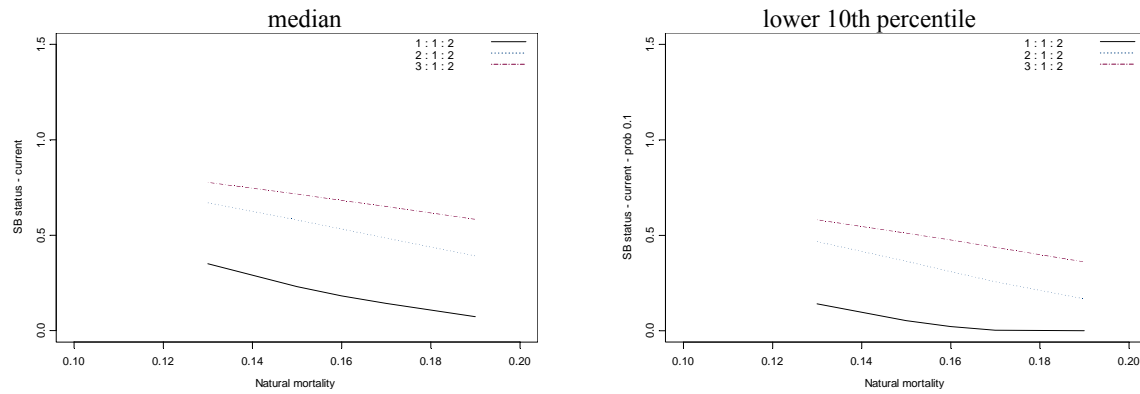 median
1 : 1 : 2
2 : 1 : 2
3 : 1 : 2
SB status - current
0.0
0.5
1.0
1.5
0.10
0.12
0.14
0.16
0.18
0.20
Natural mortality
lower 10th percentile
1 : 1 : 2
2 : 1 : 2
3 : 1 : 2
SB status - current - prob 0.1
0.0
0.5
1.0
1.5
0.10
0.12
0.14
0.16
0.18
0.20
Natural mortality